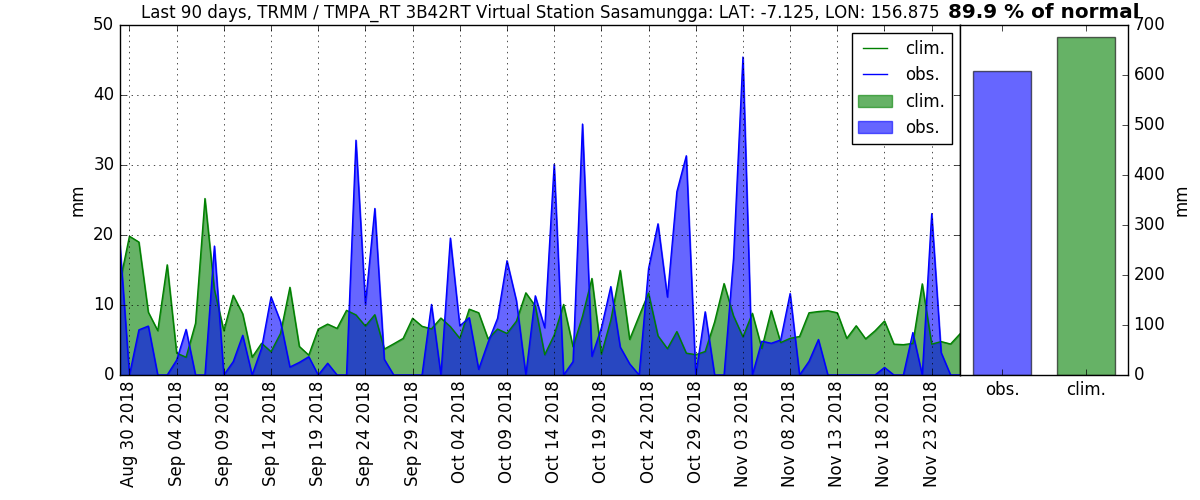 Last 90 days, TRMM / TMPA_RT 3B42RT Virtual Station Sasamungga: LAT: -7.125, LON: 156.875 89.9 % of normal
50
40
30
20
10
0
mm
clim.
obs.
clim.
obs.
700
600
500
400
300
200
100
0
mm
obs.
clim.
Aug 30 2018
Sep 04 2018
Sep 09 2018
Sep 14 2018
Sep 19 2018
Sep 24 2018
Sep 29 2018
Oct 04 2018
Oct 09 2018
Oct 14 2018
Oct 19 2018
Oct 24 2018
Oct 29 2018
Nov 03 2018
Nov 08 2018
Nov 13 2018
Nov 18 2018
Nov 23 2018